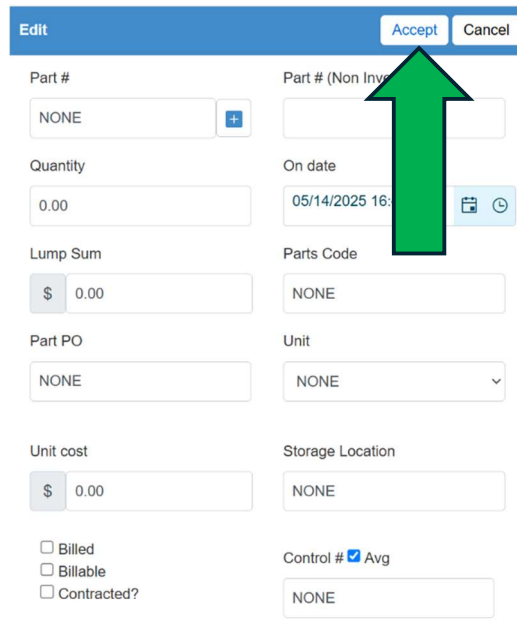 Edit Accept Cancel
Part # Part # (Non
NONE
Quantity On date
0.00 05/14/2025 16:
Lump Sum Parts Code
$ 0.00 NONE
Part PO Unit
NONE NONE
Unit cost Storage Location
$ 0.00 NONE
Billed
Billable
Contracted?
Control # Avg
NONE